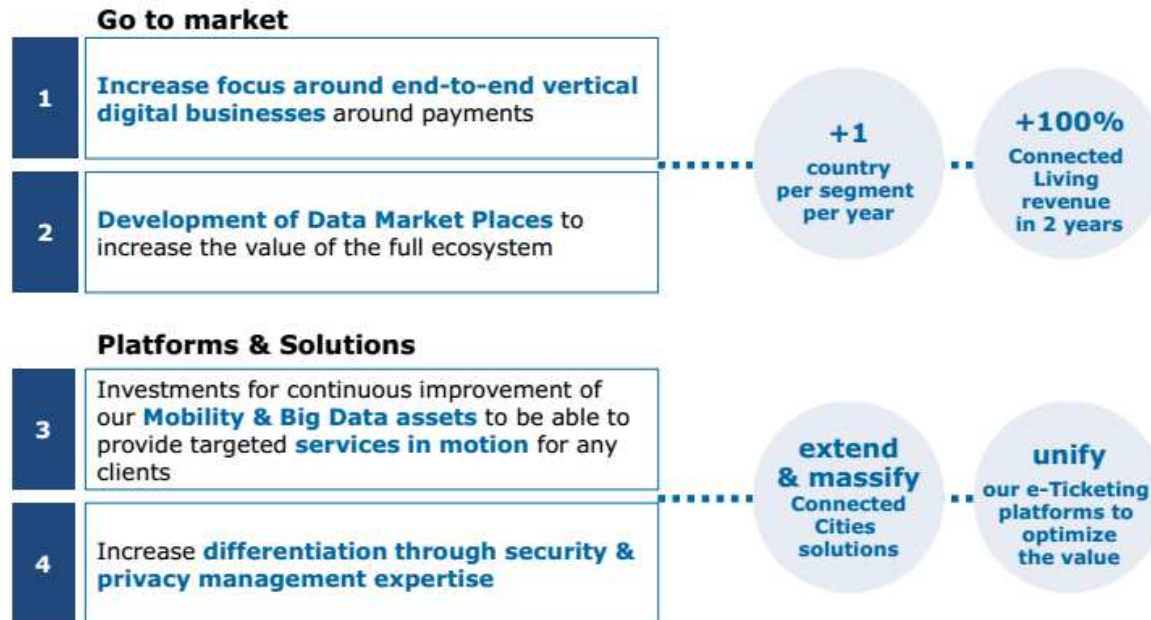 Go to market
1
Increase focus around end-to-end vertical
digital businesses around payments
2
Development of Data Market Places to
increase the value of the full ecosystem
+1
country
per segment
per year
+100%
Connected
Living
revenue
in 2 years
Platforms & Solutions
3
Investments for continuous improvement of
our Mobility & Big Data assets to be able to
provide targeted services in motion for any
clients
4
Increase differentiation through security &
privacy management expertise
extend
& massify
Connected
Cities
solutions
unify
our e-Ticketing
platforms to
optimize
the value